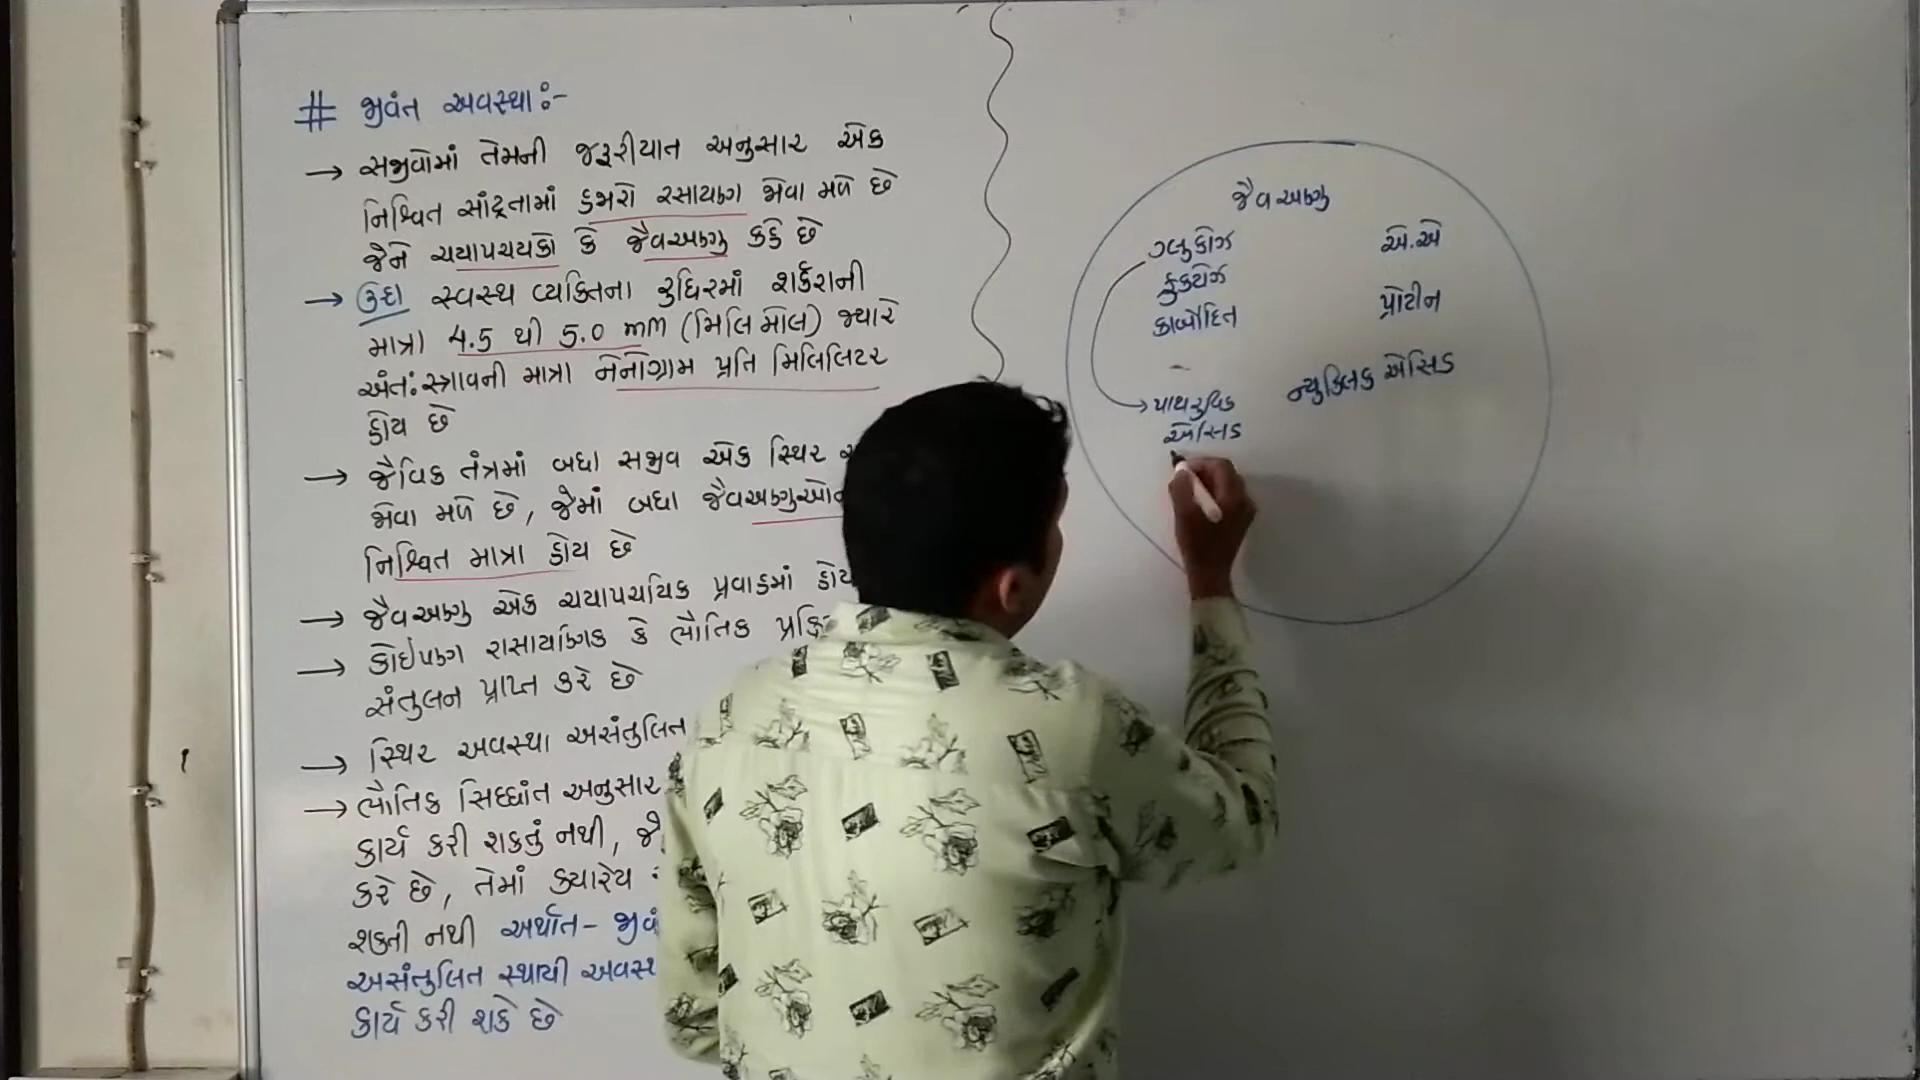 # જીવંત અવસ્થા:-
→ સજીવોમાં તેમની જરૂરીયાત અનુસાર એક
નિશ્ચિત સાંદ્રતામાં હજારો રસાયણ જોવા મળે છે
જેને ચયાપચયકો કે જૈવઅણુ કહે છે
→ ઉદા સ્વસ્થ વ્યક્તિના રુધિરમાં શર્કરાની
માત્રા 4.5 થી 5.0 mm (મિલિમોલ) જ્યારે
અંત: સ્ત્રાવની માત્રા નેનોગ્રામ પ્રતિ મિલિલિટર
હોય છે
→ જૈવિક તંત્રમાં બધા સજીવ એક સ્થિર
જોવા મળે છે, જેમાં બધા જૈવઅણુઓ
નિશ્ચિત માત્રા હોય છે
→ જૈવઅણુ એક ચયાપચયિક પ્રવાહમાં હોય
→ કોઈપણ રાસાયણિક કે ભૌતિક
સંતુલન પ્રાપ્ત કરે છે
→ સ્થિર અવસ્થા અસંતુલિત
→ ભૌતિક સિધ્ધાંત અનુસાર
કાર્ય કરી શકતું નથી,
કરે છે, તેમાં ક્યારેય
શકતી નથી અર્થાત-
અસંતુલિત સ્થાયી
કાર્ય કરી શકે છે
જૈવઅણુ
ગ્લુકોઝ
ફ્રુક્ટોઝ
કાર્બોદિત
-
પાયરુવિક
એસિડ
એ.એ
પ્રોટીન
ન્યુક્લિક એસિડ